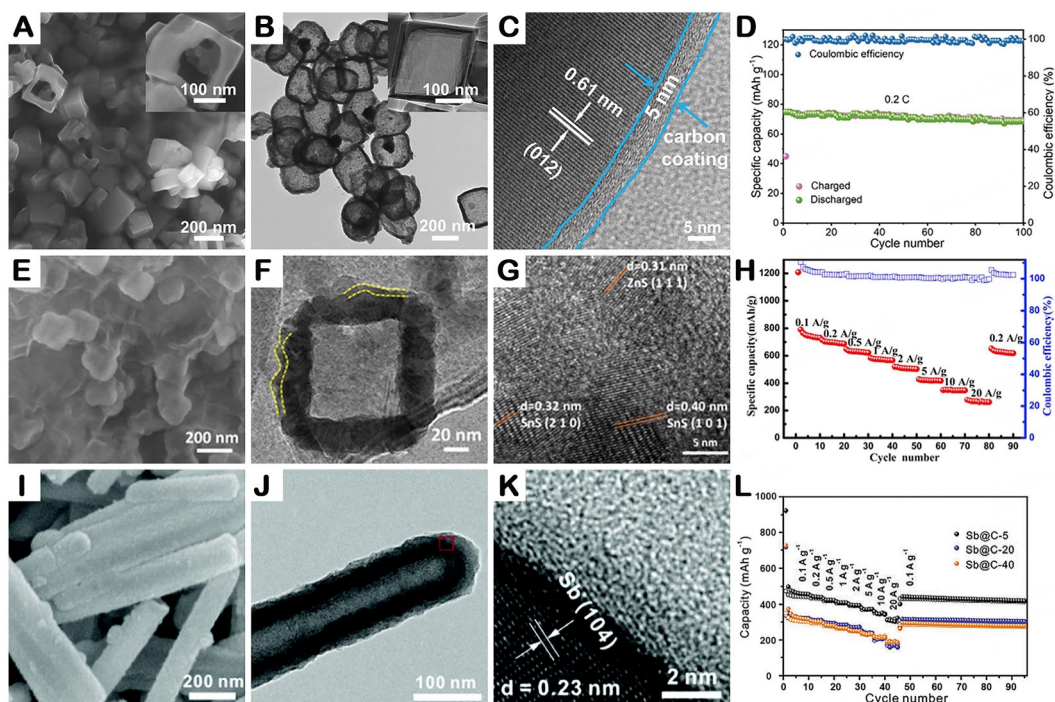 A
100 nm
200 nm
B
100 nm
200 nm
C
0.61 nm
(012)
5 nm
carbon
coating
5 nm
D
Specific capacity (mAh g⁻¹)
120
100
80
60
40
20
0
Coulombic efficiency
0.2 C
Charged
Discharged
100
80
60
40
20
0
Coulombic efficiency (%)
0 20 40 60 80 100
Cycle number
E
200 nm
F
20 nm
G
d=0.31 nm
ZnS (1 1 1)
d=0.32 nm
SnS (2 1 0)
d=0.40 nm
SnS (1 0 1)
5 nm
H
Specific capacity(mAh/g)
1200
1000
800
600
400
200
0.1 A/g
0.2 A/g
0.5 A/g
1 A/g
2 A/g
5 A/g
10 A/g
20 A/g
0.2 A/g
120
100
80
60
40
20
0
Coulombic efficiency(%)
0 10 20 30 40 50 60 70 80 90 100
Cycle number
I
200 nm
J
100 nm
K
Sb (104)
d = 0.23 nm
2 nm
L
Capacity (mAh g⁻¹)
1000
800
600
400
200
0
0.1 A g⁻¹
0.2 A g⁻¹
0.5 A g⁻¹
1 A g⁻¹
2 A g⁻¹
5 A g⁻¹
10 A g⁻¹
20 A g⁻¹
0.1 A g⁻¹
Sb@C-5
Sb@C-20
Sb@C-40
0 10 20 30 40 50 60 70 80 90
Cycle number